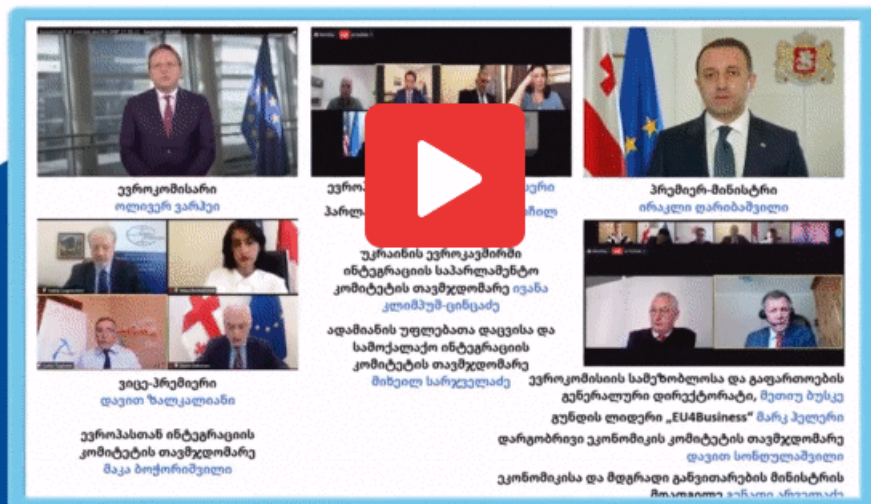 ევროკომისარი
ოლივერ ვარჰეი
პრემიერ-მინისტრი
ირაკლი ღარიბაშვილი
უკრაინის ევროკავშირში
ინტეგრაციის საპარლამენტო
კომიტეტის თავმჯდომარე ივანა
კლიმპუშ-ცინცაძე
ადამიანის უფლებათა დაცვისა და
სამოქალაქო ინტეგრაციის
კომიტეტის თავმჯდომარე
მიხეილ სარჯველაძე
ვიცე-პრემიერი
დავით ზალკალიანი
ევროპასთან ინტეგრაციის
კომიტეტის თავმჯდომარე
მაკა ბოჭორიშვილი
ევროკომისიის სამეზობლოსა და გაფართოების
გენერალური დირექტორატი, მეთიუ ბუსკე
გუნდის ლიდერი „EU4Business“ მარკ ჰელერი
დარგობრივი ეკონომიკის კომიტეტის თავმჯდომარე
დავით სონღულაშვილი
ეკონომიკისა და მდგრადი განვითარების მინისტრის